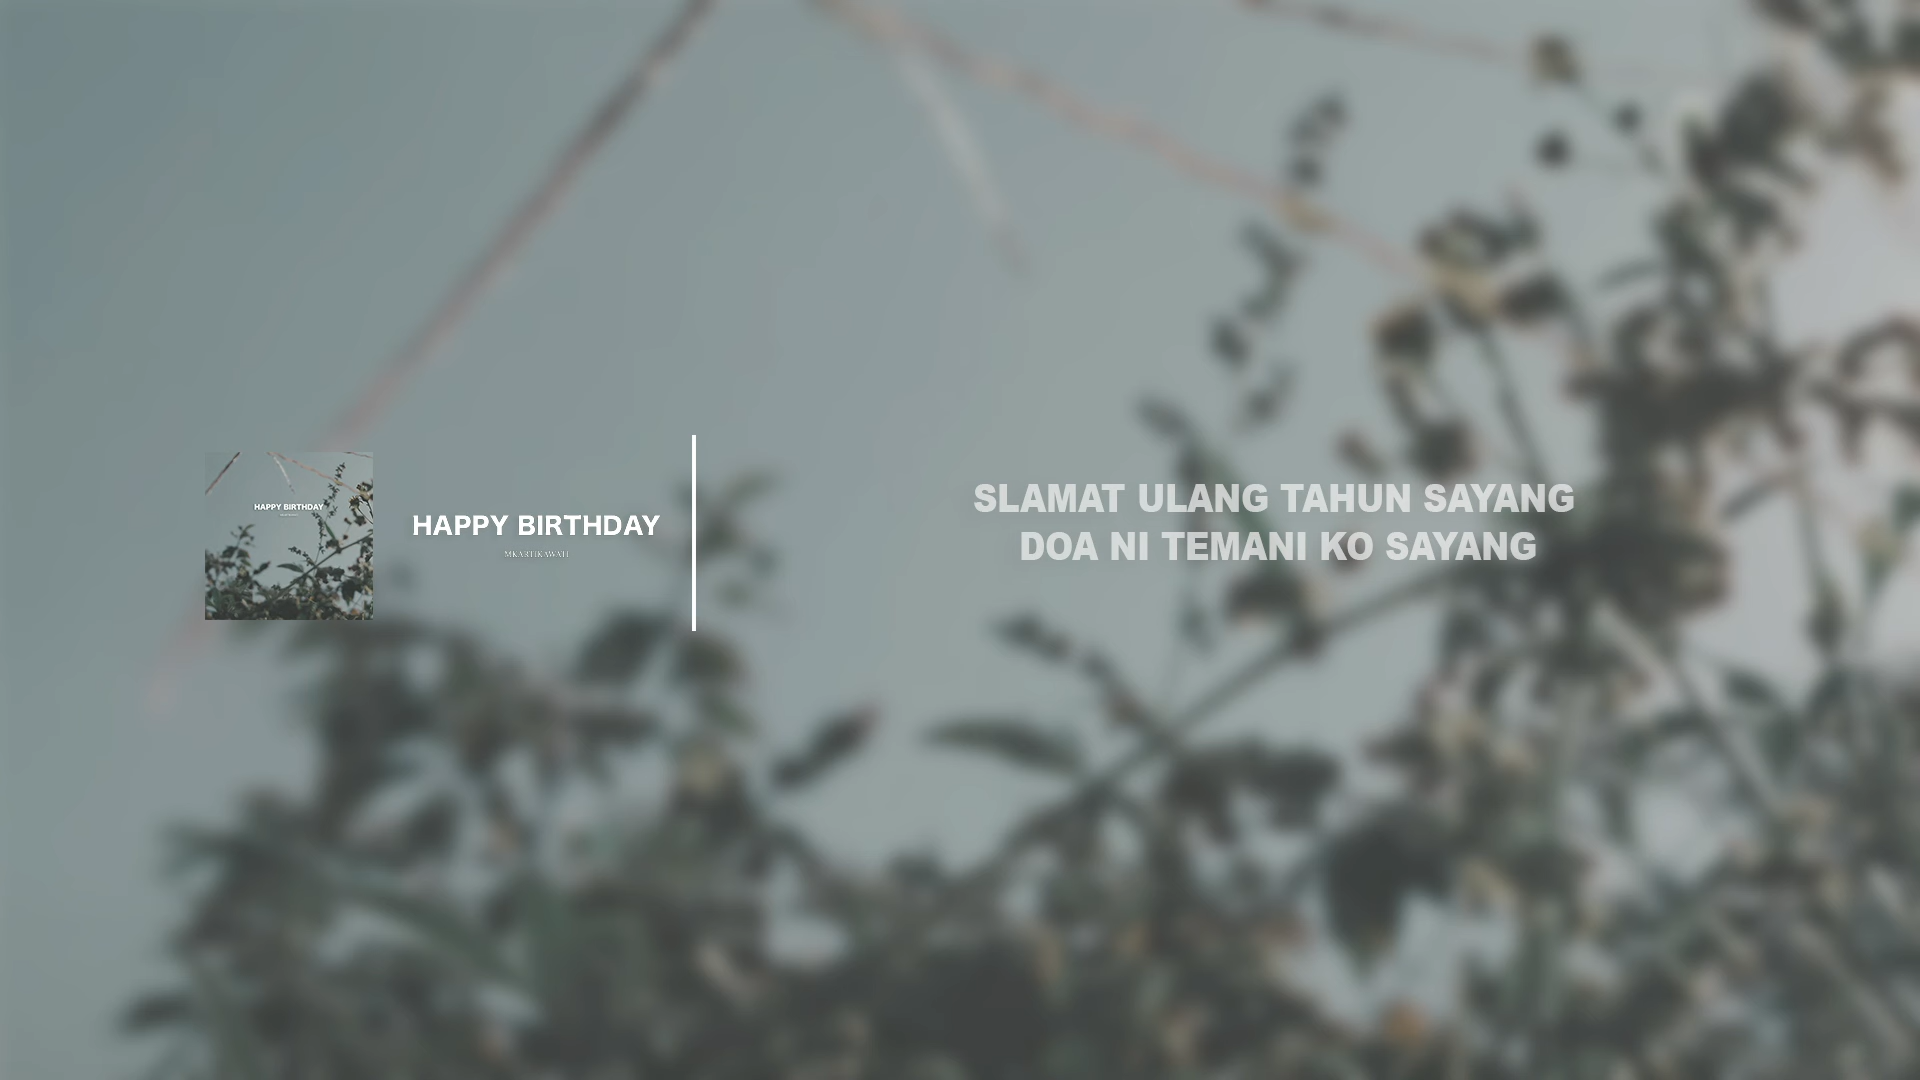 HAPPY BIRTHDAY
HAPPY BIRTHDAY
MKARTIKAWATI
SLAMAT ULANG TAHUN SAYANG
DOA NI TEMANI KO SAYANG